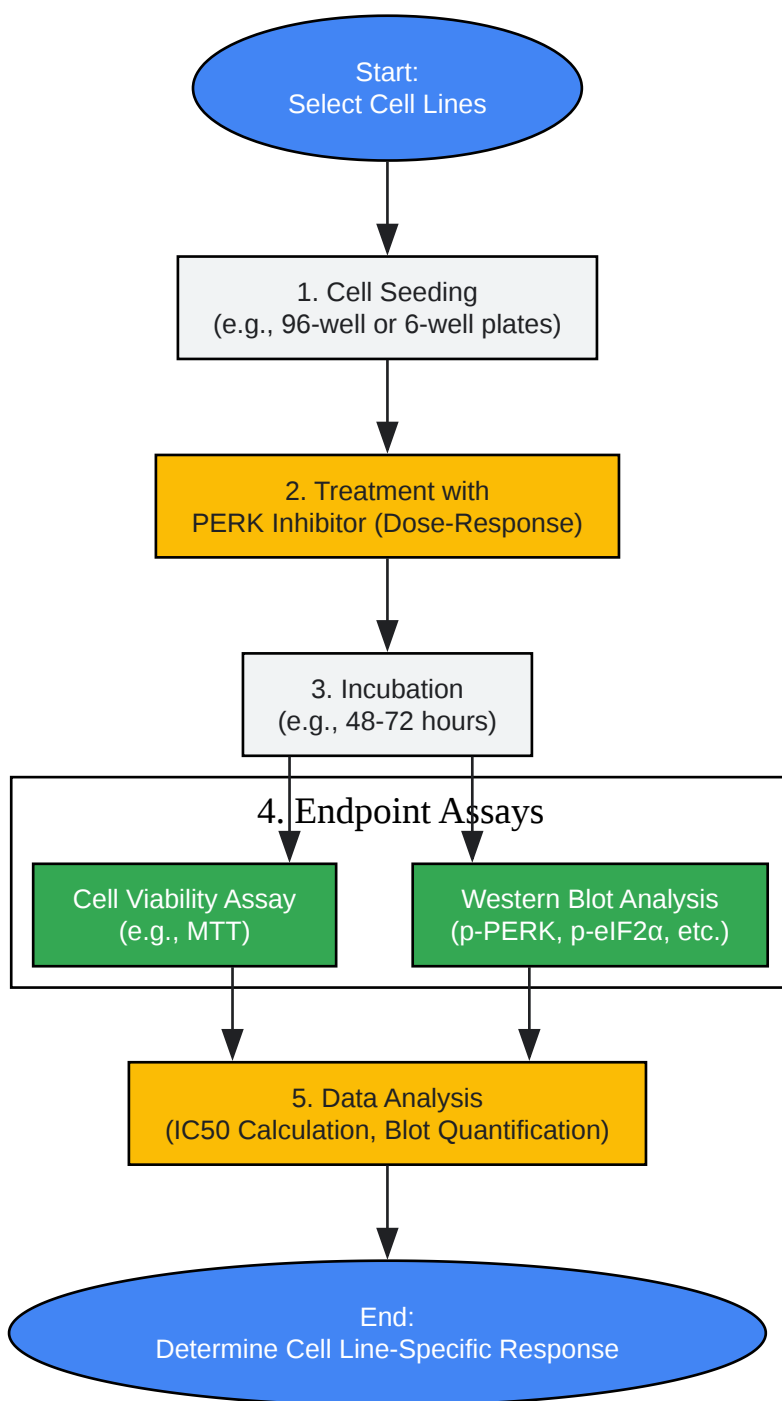 Start:
Select Cell Lines
1. Cell Seeding
(e.g., 96-well or 6-well plates)
2. Treatment with
PERK Inhibitor (Dose-Response)
3. Incubation
(e.g., 48-72 hours)
4. Endpoint Assays
Cell Viability Assay
(e.g., MTT)
Western Blot Analysis
(p-PERK, p-eIF2α, etc.)
5. Data Analysis
(IC50 Calculation, Blot Quantification)
End:
Determine Cell Line-Specific Response